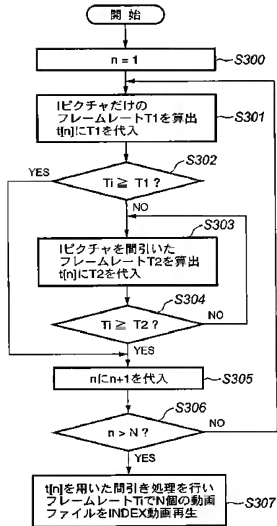 開 始
n = 1
S300
Iピクチャだけの
フレームレートT1を算出
t[n]にT1を代入
S301
S302
YES
Ti ≧ T1 ?
NO
S303
Iピクチャを間引いた
フレームレートT2を算出
t[n]にT2を代入
S304
Ti ≧ T2 ?
NO
YES
nにn+1を代入
S305
S306
n > N ?
NO
YES
S307
t[n]を用いた間引き処理を行い
フレームレートTiでN個の動画
ファイルをINDEX動画再生